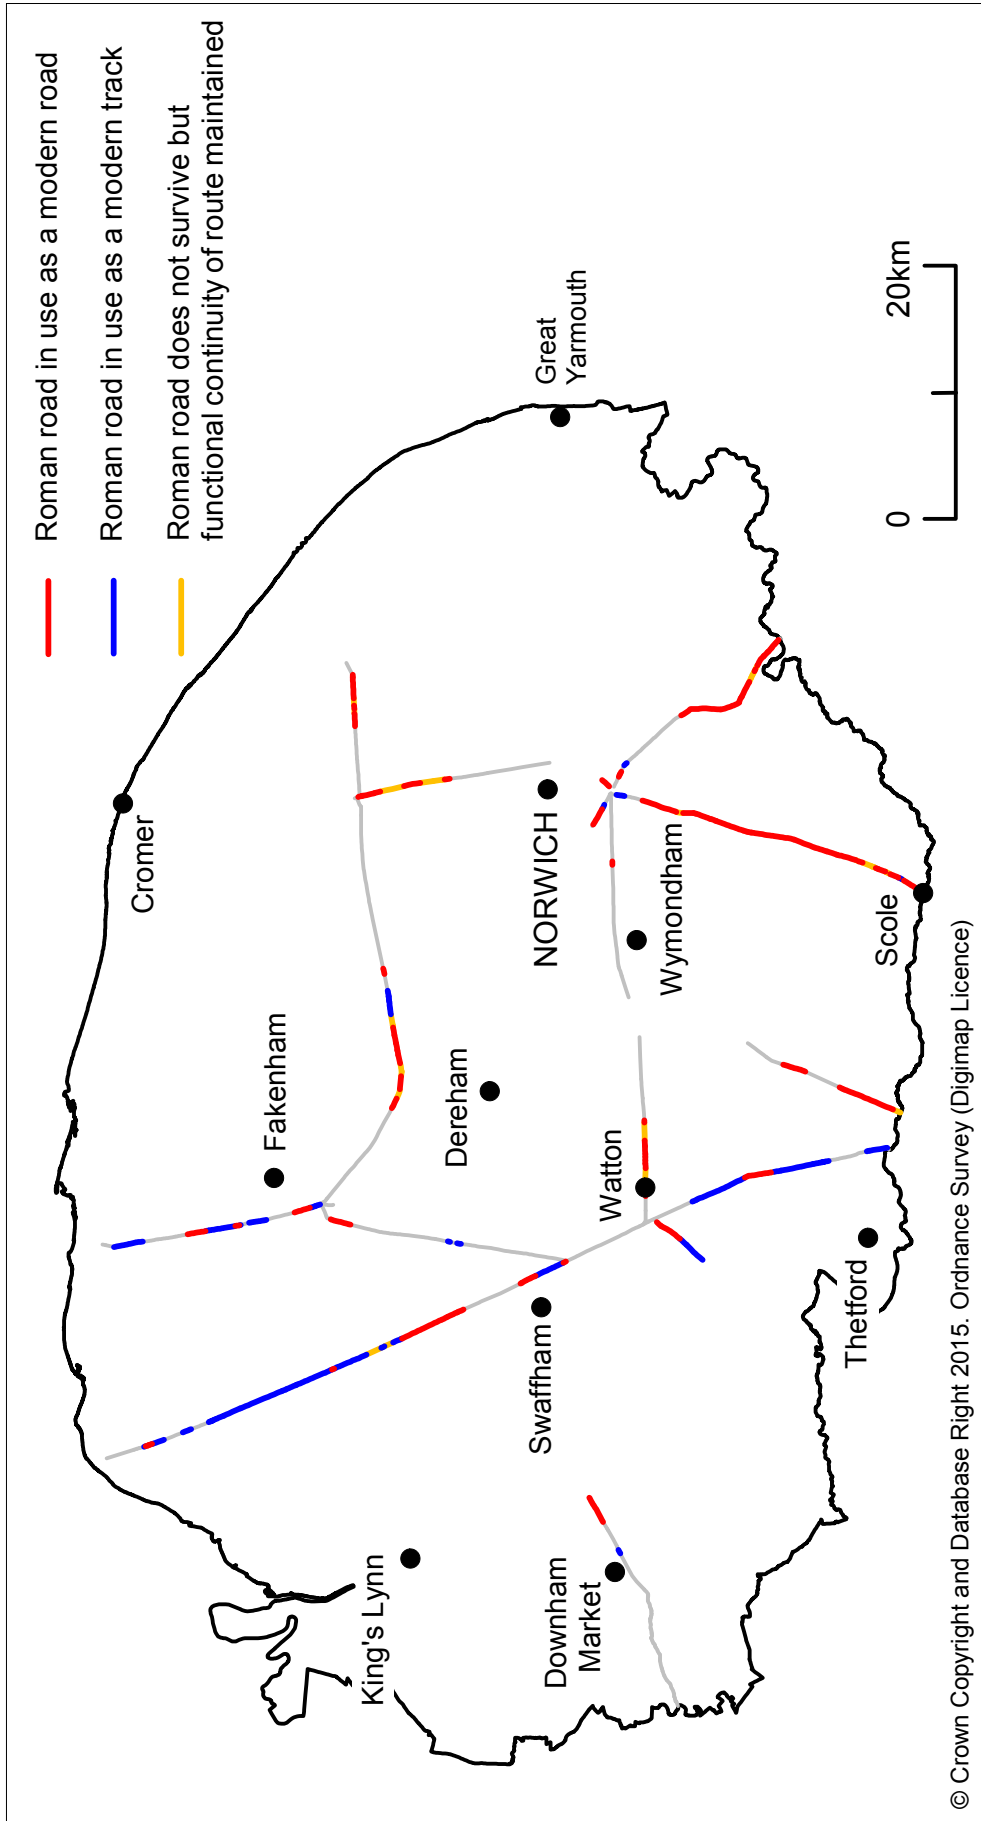 Roman road in use as a modern road
Roman road in use as a modern track
Roman road does not survive but
functional continuity of route maintained
Cromer
Fakenham
King's Lynn
Dereham
Swaffham
NORWICH
Great
Yarmouth
Downham
Market
Watton
Wymondham
Thetford
Scole
0
20km
© Crown Copyright and Database Right 2015. Ordnance Survey (Digimap Licence)